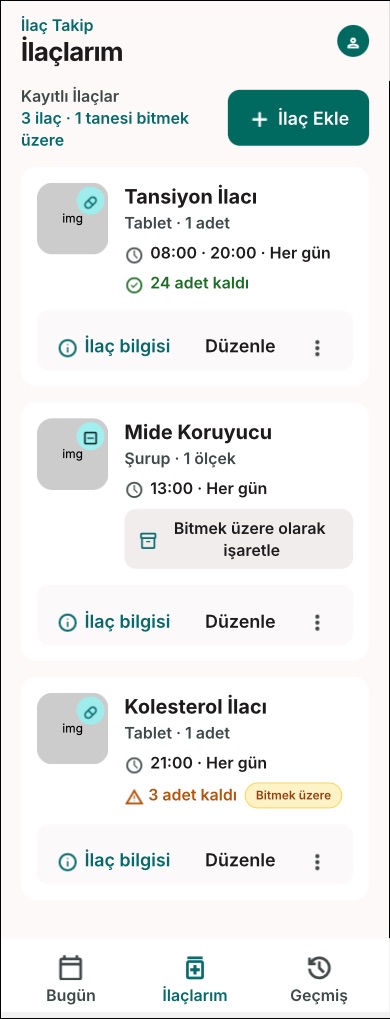 İlaç Takip
İlaçlarım
Kayıtlı İlaçlar
3 ilaç · 1 tanesi bitmek
üzere
+ İlaç Ekle
img
Tansiyon İlacı
Tablet · 1 adet
08:00 · 20:00 · Her gün
24 adet kaldı
İlaç bilgisi Düzenle
img
Mide Koruyucu
Şurup · 1 ölçek
13:00 · Her gün
Bitmek üzere olarak
işaretle
İlaç bilgisi Düzenle
img
Kolesterol İlacı
Tablet · 1 adet
21:00 · Her gün
3 adet kaldı Bitmek üzere
İlaç bilgisi Düzenle
Bugün İlaçlarım Geçmiş